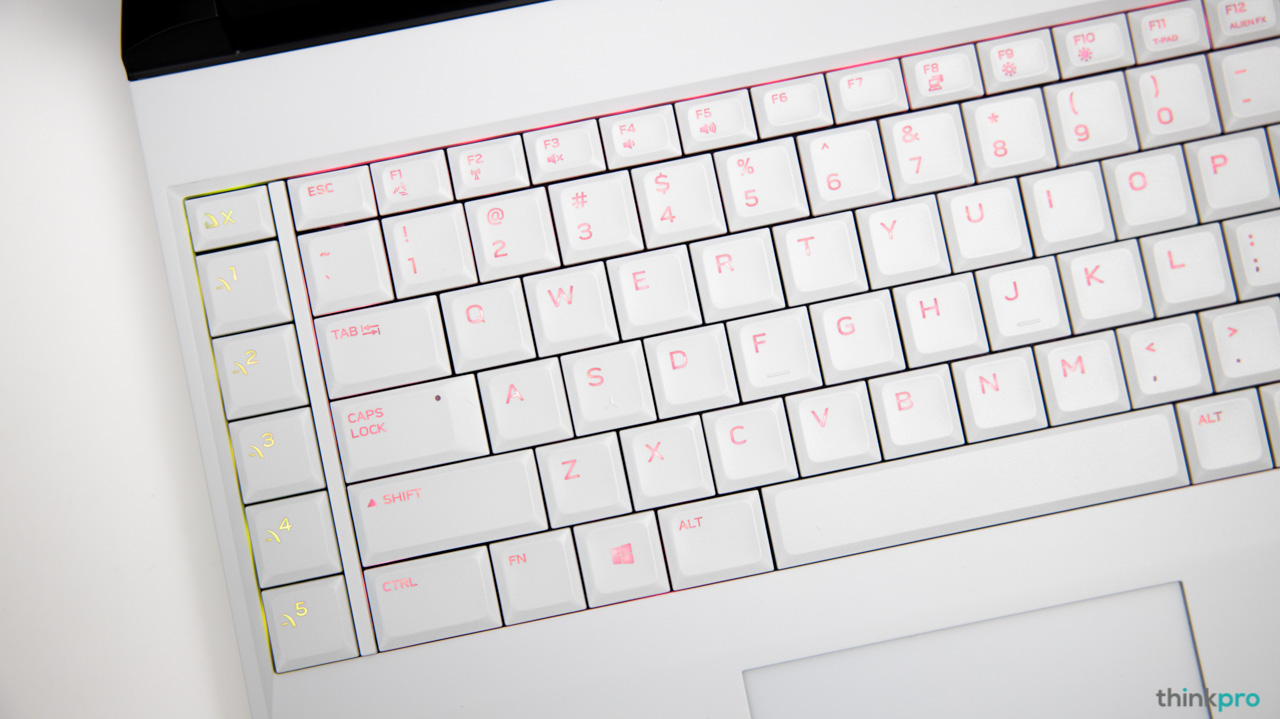 ESC F1 F2 F3 F4 F5 F6 F7 F8 F9 F10 F11 F12
T-PAD ALIEN FX
X
~ ! @ # $ % ^ & * ( ) _
` 1 2 3 4 5 6 7 8 9 0 -
1
TAB Q W E R T Y U I O P
2
CAPS A S D F G H J K L :
LOCK ;
3
SHIFT Z X C V B N M < >
, .
4
CTRL FN ALT ALT
5
thinkpro